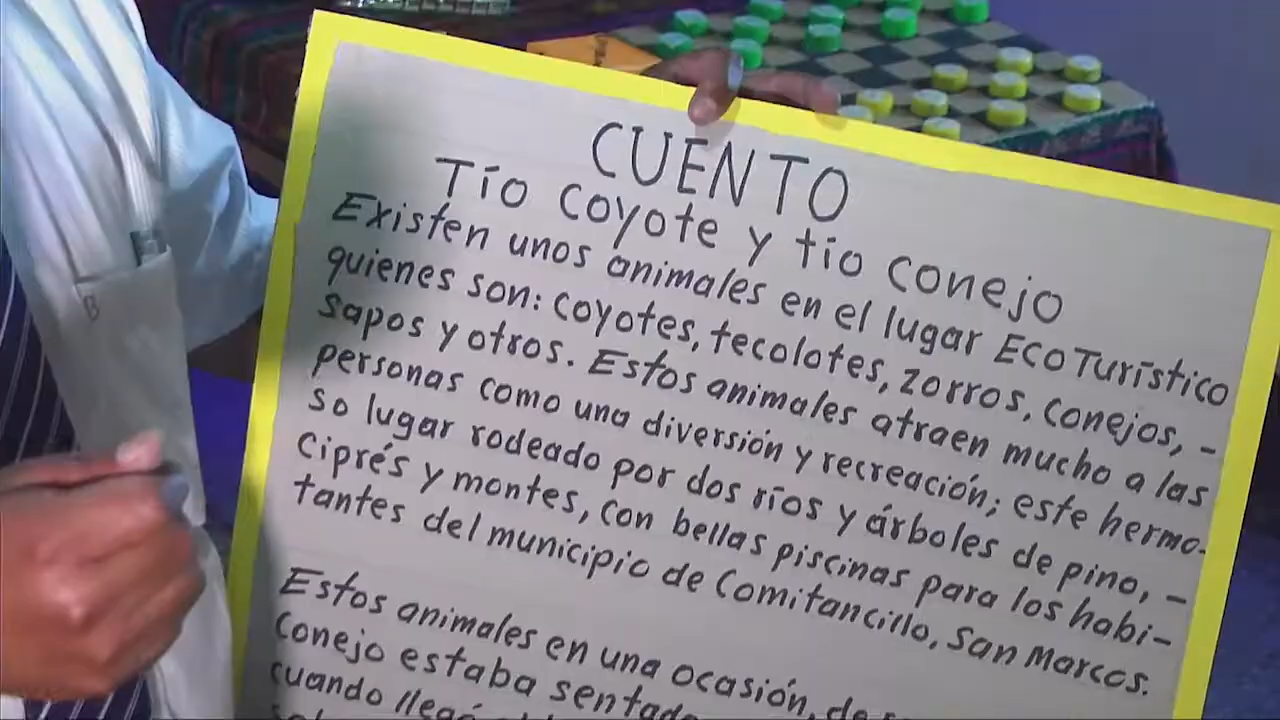 CUENTO
Tío Coyote y tío conejo
Existen unos animales en el lugar EcoTurístico
quienes son: coyotes, tecolotes, zorros, conejos, -
sapos y otros. Estos animales atraen mucho a las
personas como una diversión y recreación; este hermo-
so lugar rodeado por dos ríos y árboles de pino, -
Ciprés y montes, con bellas piscinas para los habi-
tantes del municipio de Comitancillo, San Marcos.
Estos animales en una ocasión,
Conejo estaba sentado
cuando llegó